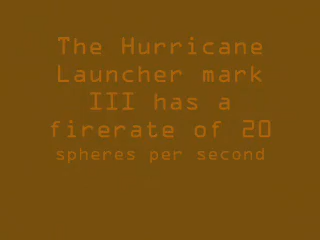 The Hurricane
Launcher mark
III has a
firerate of 20
spheres per second